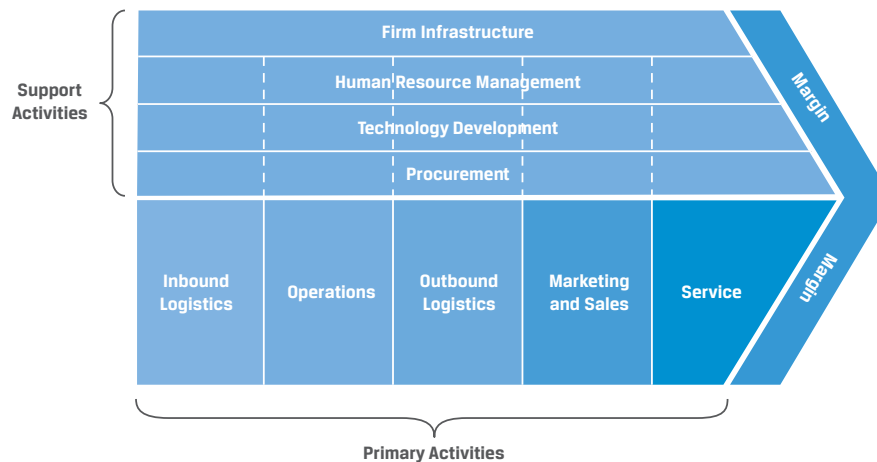 Firm Infrastructure
Human Resource Management
Technology Development
Procurement
Support
Activities
Margin
Margin
Inbound
Logistics
Operations
Outbound
Logistics
Marketing
and Sales
Service
Primary Activities